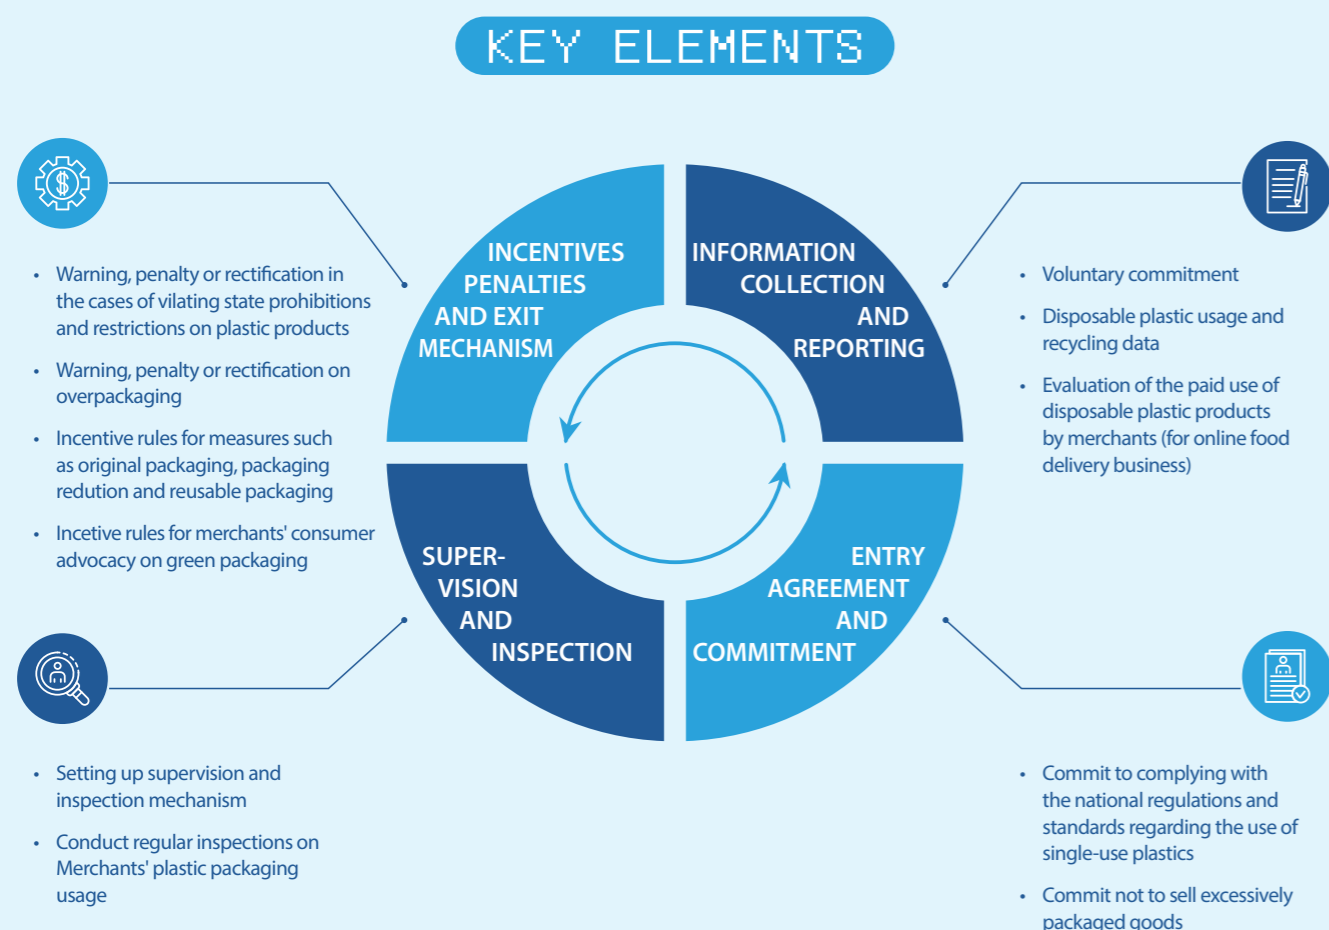 KEY ELEMENTS
INCENTIVES
PENALTIES
AND EXIT
MECHANISM
INFORMATION
COLLECTION
AND
REPORTING
SUPER-
VISION
AND
INSPECTION
ENTRY
AGREEMENT
AND
COMMITMENT
• Warning, penalty or rectification in
the cases of vilating state prohibitions
and restrictions on plastic products
• Warning, penalty or rectification on
overpackaging
• Incentive rules for measures such
as original packaging, packaging
redution and reusable packaging
• Incetive rules for merchants' consumer
advocacy on green packaging
• Voluntary commitment
• Disposable plastic usage and
recycling data
• Evaluation of the paid use of
disposable plastic products
by merchants (for online food
delivery business)
• Setting up supervision and
inspection mechanism
• Conduct regular inspections on
Merchants' plastic packaging
usage
• Commit to complying with
the national regulations and
standards regarding the use of
single-use plastics
• Commit not to sell excessively
packaged goods